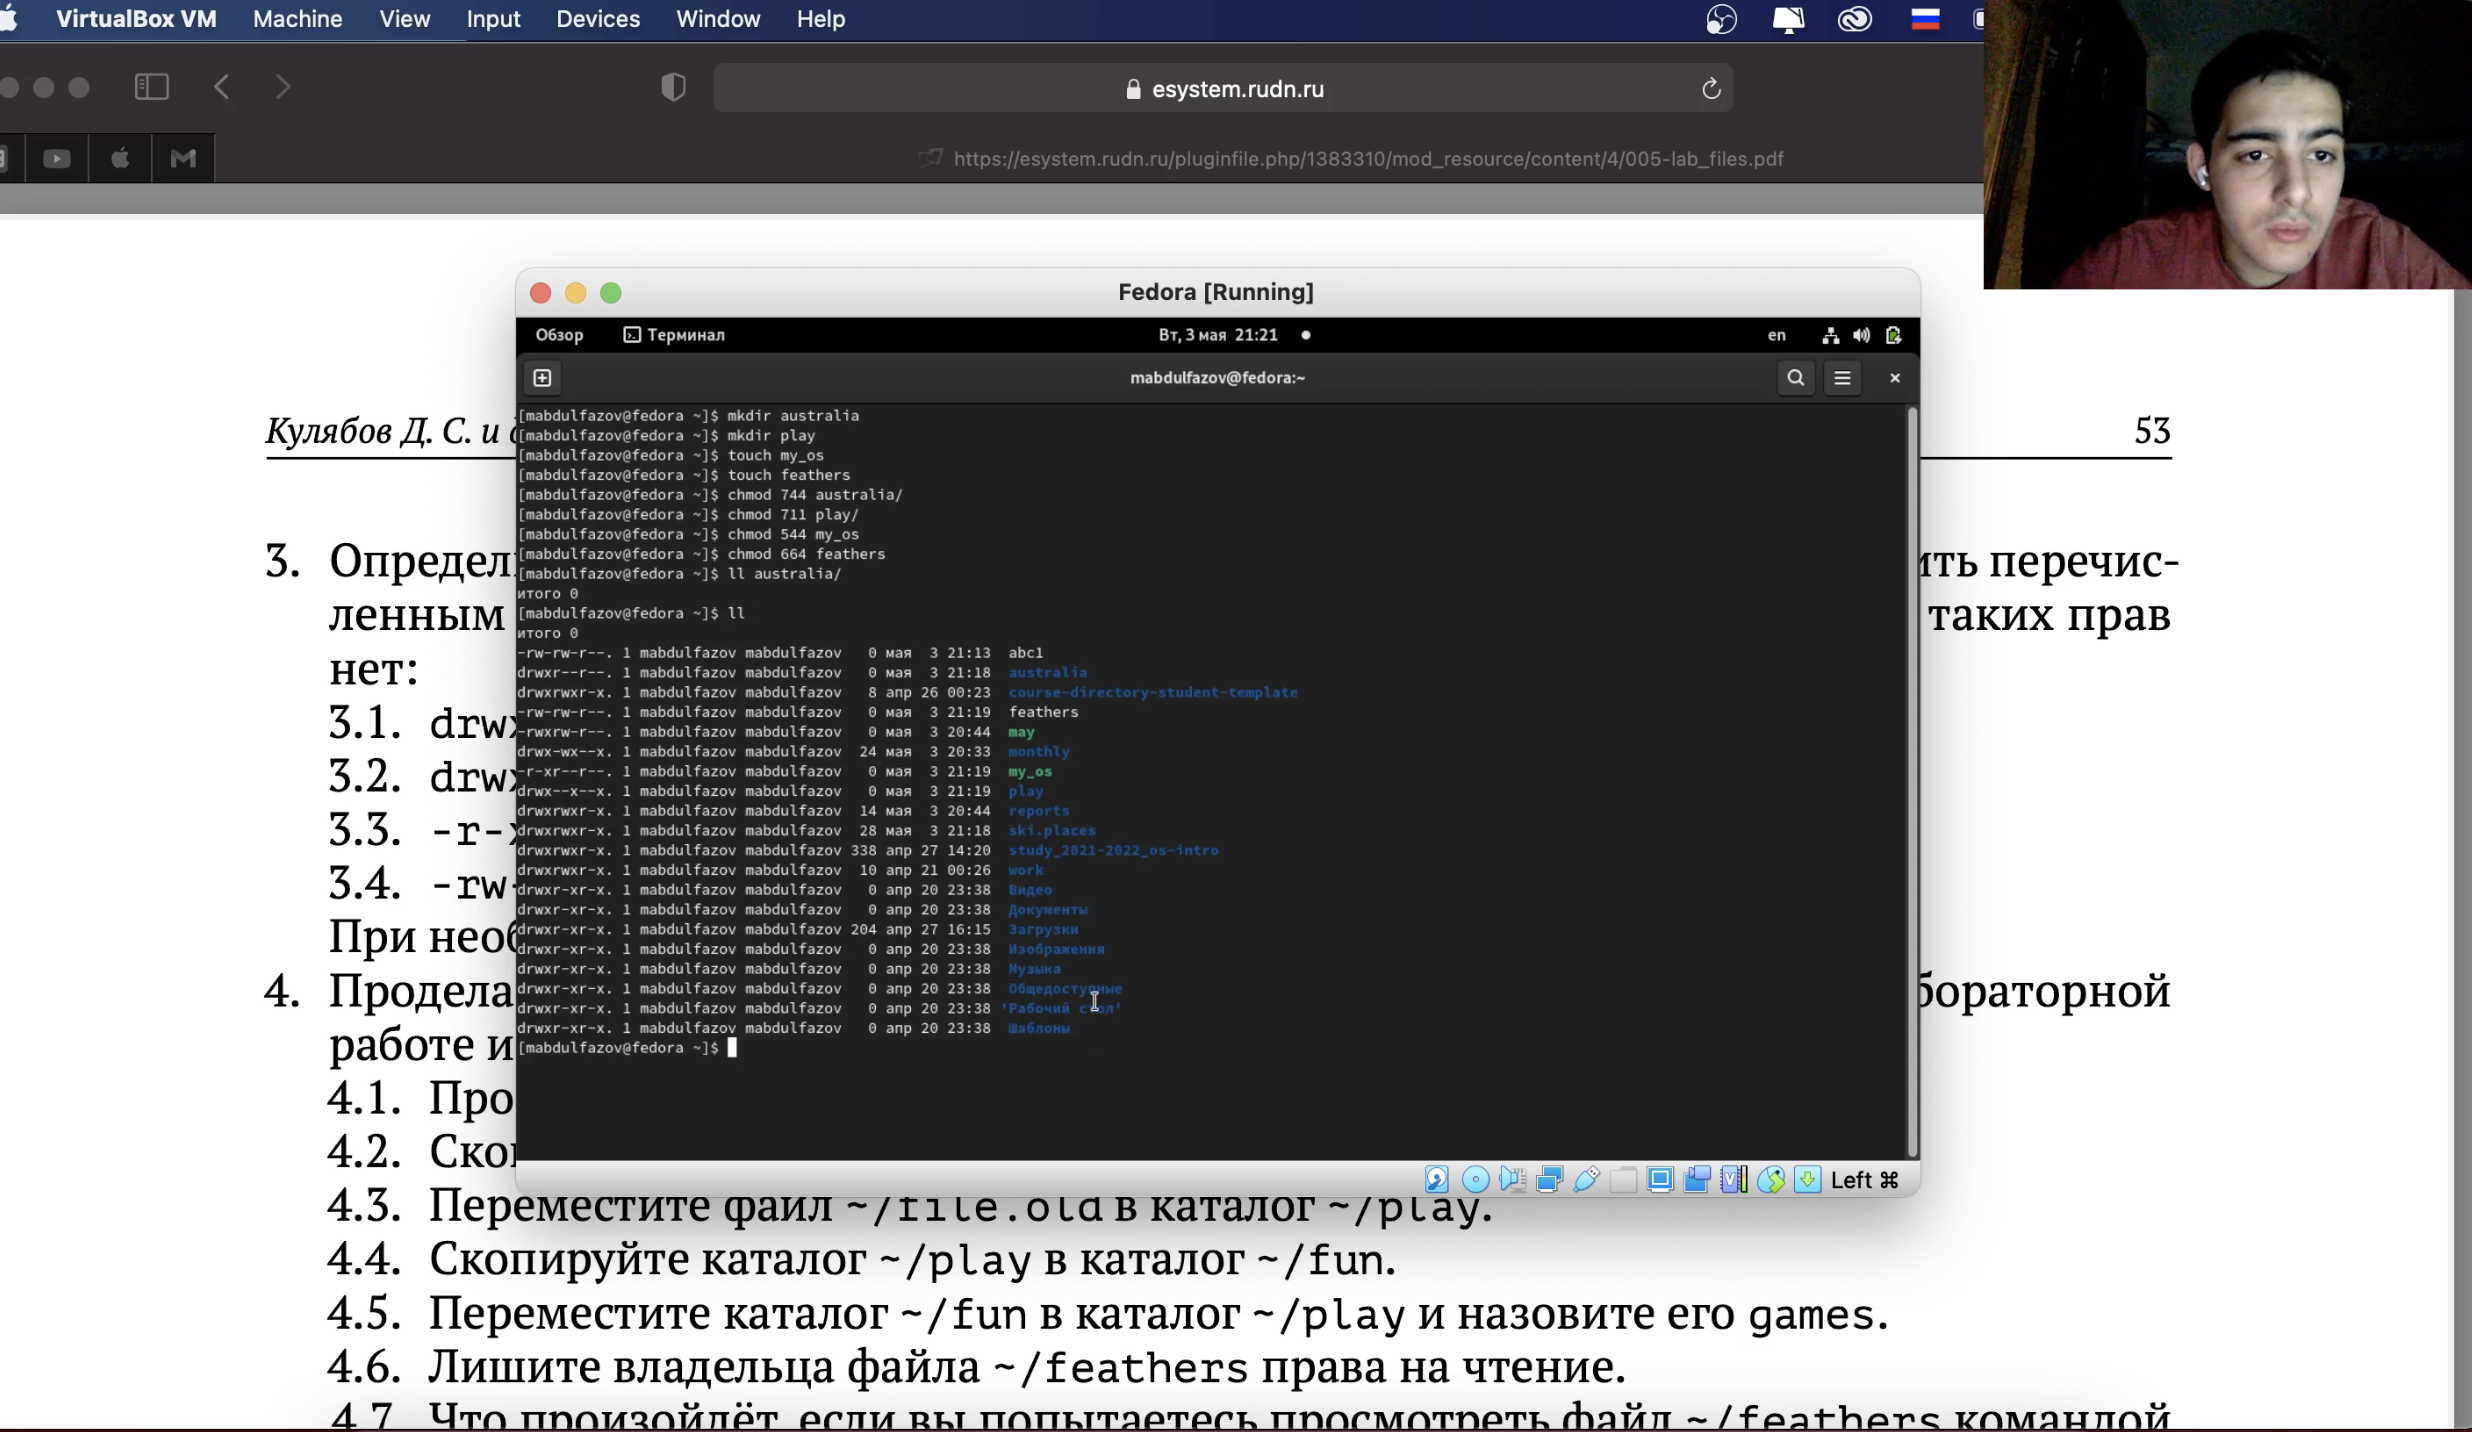 VirtualBox VM Machine View Input Devices Window Help
esystem.rudn.ru
https://esystem.rudn.ru/pluginfile.php/1383310/mod_resource/content/4/005-lab_files.pdf
Fedora [Running]
Обзор Терминал Вт, 3 мая 21:21 en
mabdulfazov@fedora:~
[mabdulfazov@fedora ~]$ mkdir australia
[mabdulfazov@fedora ~]$ mkdir play
[mabdulfazov@fedora ~]$ touch my_os
[mabdulfazov@fedora ~]$ touch feathers
[mabdulfazov@fedora ~]$ chmod 744 australia/
[mabdulfazov@fedora ~]$ chmod 711 play/
[mabdulfazov@fedora ~]$ chmod 544 my_os
[mabdulfazov@fedora ~]$ chmod 664 feathers
[mabdulfazov@fedora ~]$ ll australia/
итого 0
[mabdulfazov@fedora ~]$ ll
итого 0
-rw-rw-r--. 1 mabdulfazov mabdulfazov 0 мая 3 21:13 abc1
drwxr--r--. 1 mabdulfazov mabdulfazov 0 мая 3 21:18 australia
drwxrwxr-x. 1 mabdulfazov mabdulfazov 8 апр 26 00:23 course-directory-student-template
-rw-rw-r--. 1 mabdulfazov mabdulfazov 0 мая 3 21:19 feathers
-rwxrw-r--. 1 mabdulfazov mabdulfazov 0 мая 3 20:44 may
drwx-wx--x. 1 mabdulfazov mabdulfazov 24 мая 3 20:33 monthly
-r-xr--r--. 1 mabdulfazov mabdulfazov 0 мая 3 21:19 my_os
drwx--x--x. 1 mabdulfazov mabdulfazov 0 мая 3 21:19 play
drwxrwxr-x. 1 mabdulfazov mabdulfazov 14 мая 3 20:44 reports
drwxrwxr-x. 1 mabdulfazov mabdulfazov 28 мая 3 21:18 ski.places
drwxrwxr-x. 1 mabdulfazov mabdulfazov 338 апр 27 14:20 study_2021-2022_os-intro
drwxrwxr-x. 1 mabdulfazov mabdulfazov 10 апр 21 00:26 work
drwxr-xr-x. 1 mabdulfazov mabdulfazov 0 апр 20 23:38 Видео
drwxr-xr-x. 1 mabdulfazov mabdulfazov 0 апр 20 23:38 Документы
drwxr-xr-x. 1 mabdulfazov mabdulfazov 204 апр 27 16:15 Загрузки
drwxr-xr-x. 1 mabdulfazov mabdulfazov 0 апр 20 23:38 Изображения
drwxr-xr-x. 1 mabdulfazov mabdulfazov 0 апр 20 23:38 Музыка
drwxr-xr-x. 1 mabdulfazov mabdulfazov 0 апр 20 23:38 Общедоступные
drwxr-xr-x. 1 mabdulfazov mabdulfazov 0 апр 20 23:38 'Рабочий стол'
drwxr-xr-x. 1 mabdulfazov mabdulfazov 0 апр 20 23:38 Шаблоны
[mabdulfazov@fedora ~]$
Left ⌘
Кулябов Д. С. и 53
3. ить перечис-
ленным таких прав
нет:
3.1. drw
3.2. drw
3.3. -r-
3.4. -rw
При
4. бораторной
работе и
4.1.
4.2.
4.3. Переместите файл ~/file.old в каталог ~/play.
4.4. Скопируйте каталог ~/play в каталог ~/fun.
4.5. Переместите каталог ~/fun в каталог ~/play и назовите его games.
4.6. Лишите владельца файла ~/feathers права на чтение.
4.7 Что произойдёт, если вы попытаетесь просмотреть файл ~/feathers командой